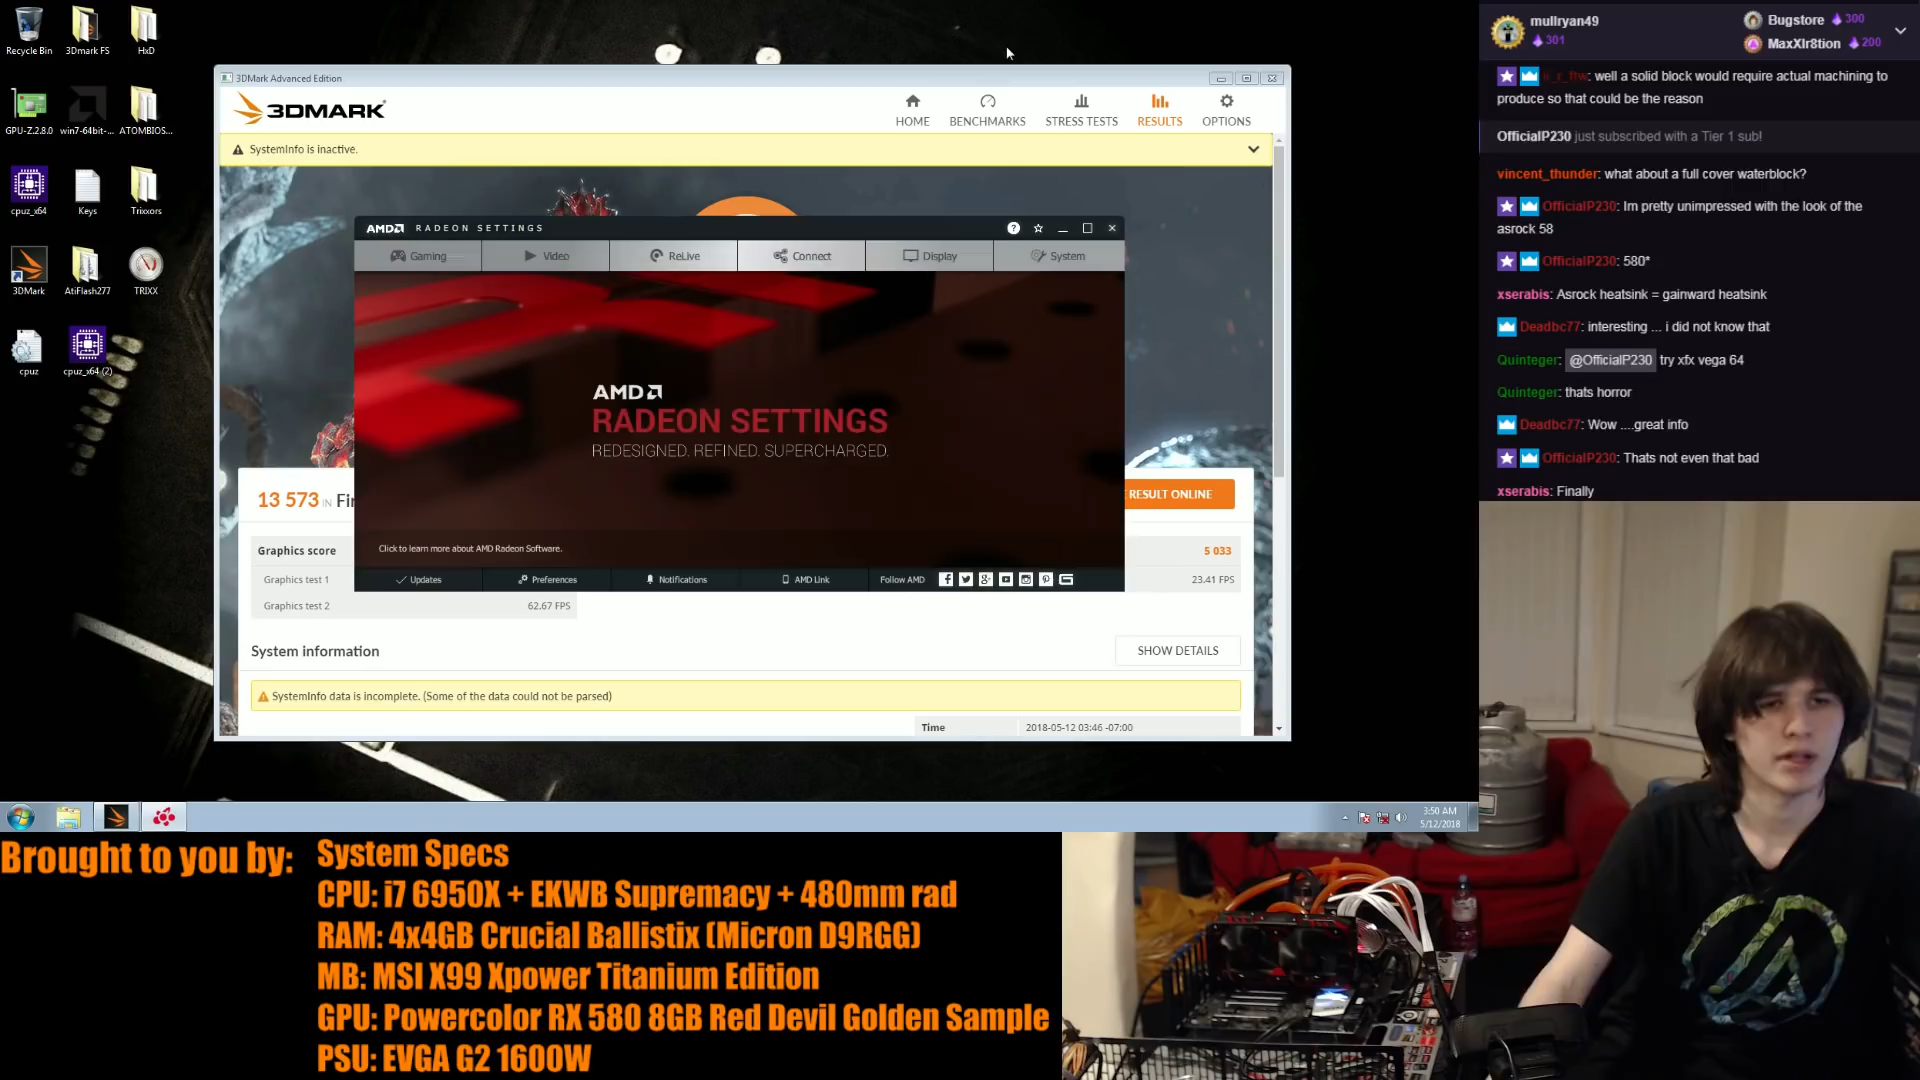 Recycle Bin
3Dmark FS
HxD
GPU-Z.2.8.0
win7-64bit-...
ATOMBIOS...
cpuz_x64
Keys
Trixxors
3DMark
AtiFlash277
TRIXX
cpuz
cpuz_x64 (2)
3DMark Advanced Edition
3DMARK
HOME
BENCHMARKS
STRESS TESTS
RESULTS
OPTIONS
SystemInfo is inactive.
AMD RADEON SETTINGS
Gaming
Video
ReLive
Connect
Display
System
AMD
RADEON SETTINGS
REDESIGNED. REFINED. SUPERCHARGED.
Click to learn more about AMD Radeon Software.
Updates
Preferences
Notifications
AMD Link
Follow AMD
13 573 IN Fir
RESULT ONLINE
Graphics score
5 033
Graphics test 1
23.41 FPS
Graphics test 2
62.67 FPS
System information
SHOW DETAILS
SystemInfo data is incomplete. (Some of the data could not be parsed)
Time
2018-05-12 03:46 -07:00
3:50 AM
5/12/2018
mullryan49
301
Bugstore 300
MaxXlr8tion 200
: well a solid block would require actual machining to
produce so that could be the reason
OfficialP230 just subscribed with a Tier 1 sub!
vincent_thunder: what about a full cover waterblock?
OfficialP230: Im pretty unimpressed with the look of the
asrock 58
OfficialP230: 580*
xserabis: Asrock heatsink = gainward heatsink
Deadbc77: interesting ... i did not know that
Quinteger: @OfficialP230 try xfx vega 64
Quinteger: thats horror
Deadbc77: Wow ....great info
OfficialP230: Thats not even that bad
xserabis: Finally
Brought to you by:
System Specs
CPU: i7 6950X + EKWB Supremacy + 480mm rad
RAM: 4x4GB Crucial Ballistix (Micron D9RGG)
MB: MSI X99 Xpower Titanium Edition
GPU: Powercolor RX 580 8GB Red Devil Golden Sample
PSU: EVGA G2 1600W